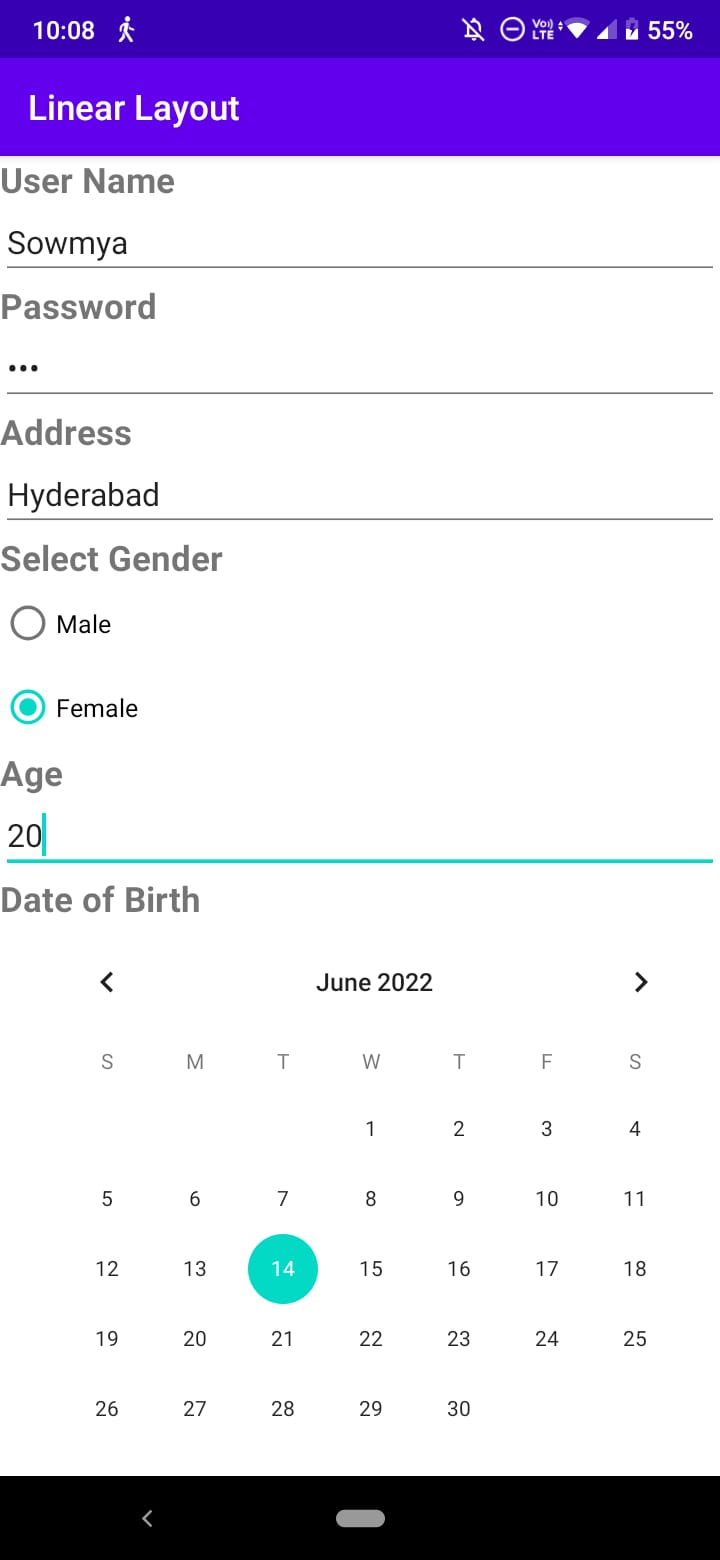 10:08 Vo)) LTE 55%
Linear Layout
User Name
Sowmya
Password
•••
Address
Hyderabad
Select Gender
Male
Female
Age
20
Date of Birth
June 2022
S M T W T F S
1 2 3 4
5 6 7 8 9 10 11
12 13 14 15 16 17 18
19 20 21 22 23 24 25
26 27 28 29 30